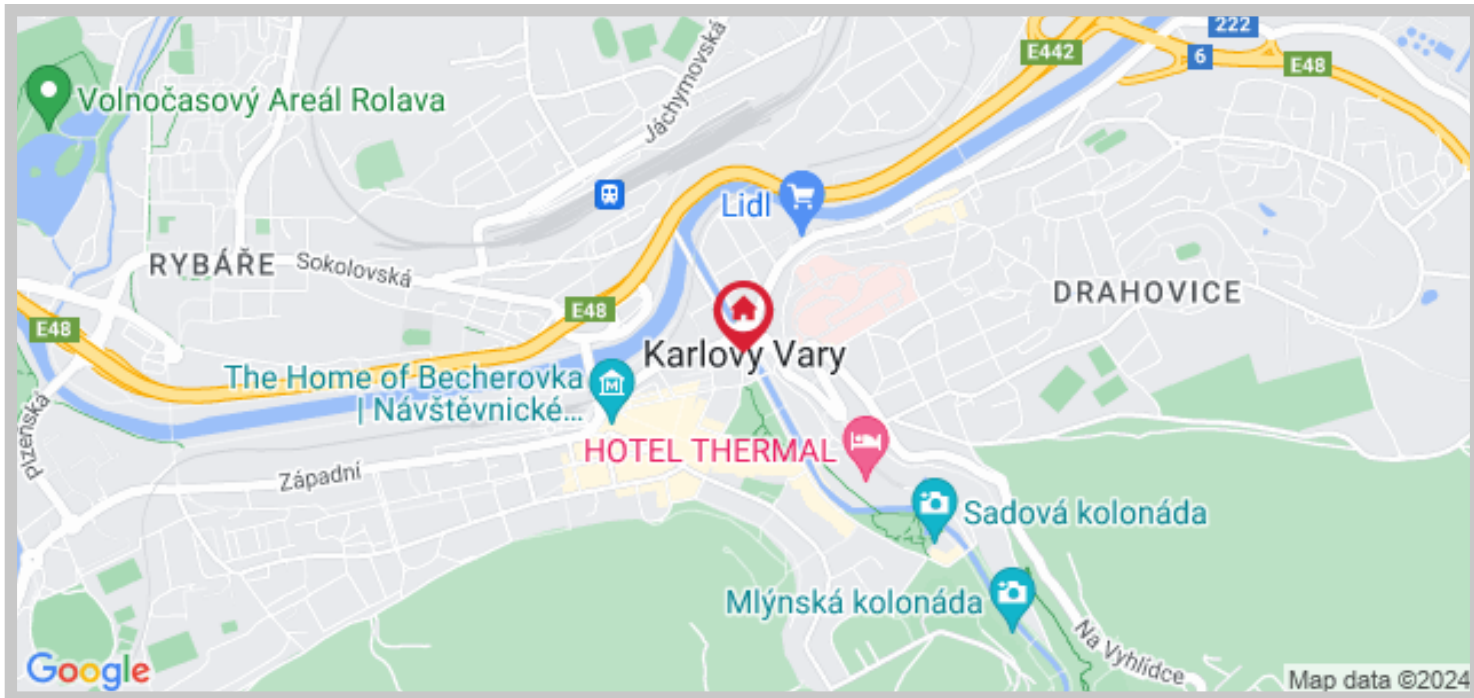 222
E442
6
E48
Volnočasový Areál Rolava
Jáchymovská
Lidl
RYBÁŘE
Sokolovská
DRAHOVICE
E48
E48
Karlovy Vary
The Home of Becherovka
| Návštěvnické...
Plzeňská
HOTEL THERMAL
Západní
Sadová kolonáda
Mlýnská kolonáda
Na Vyhlídce
Google
Map data ©2024